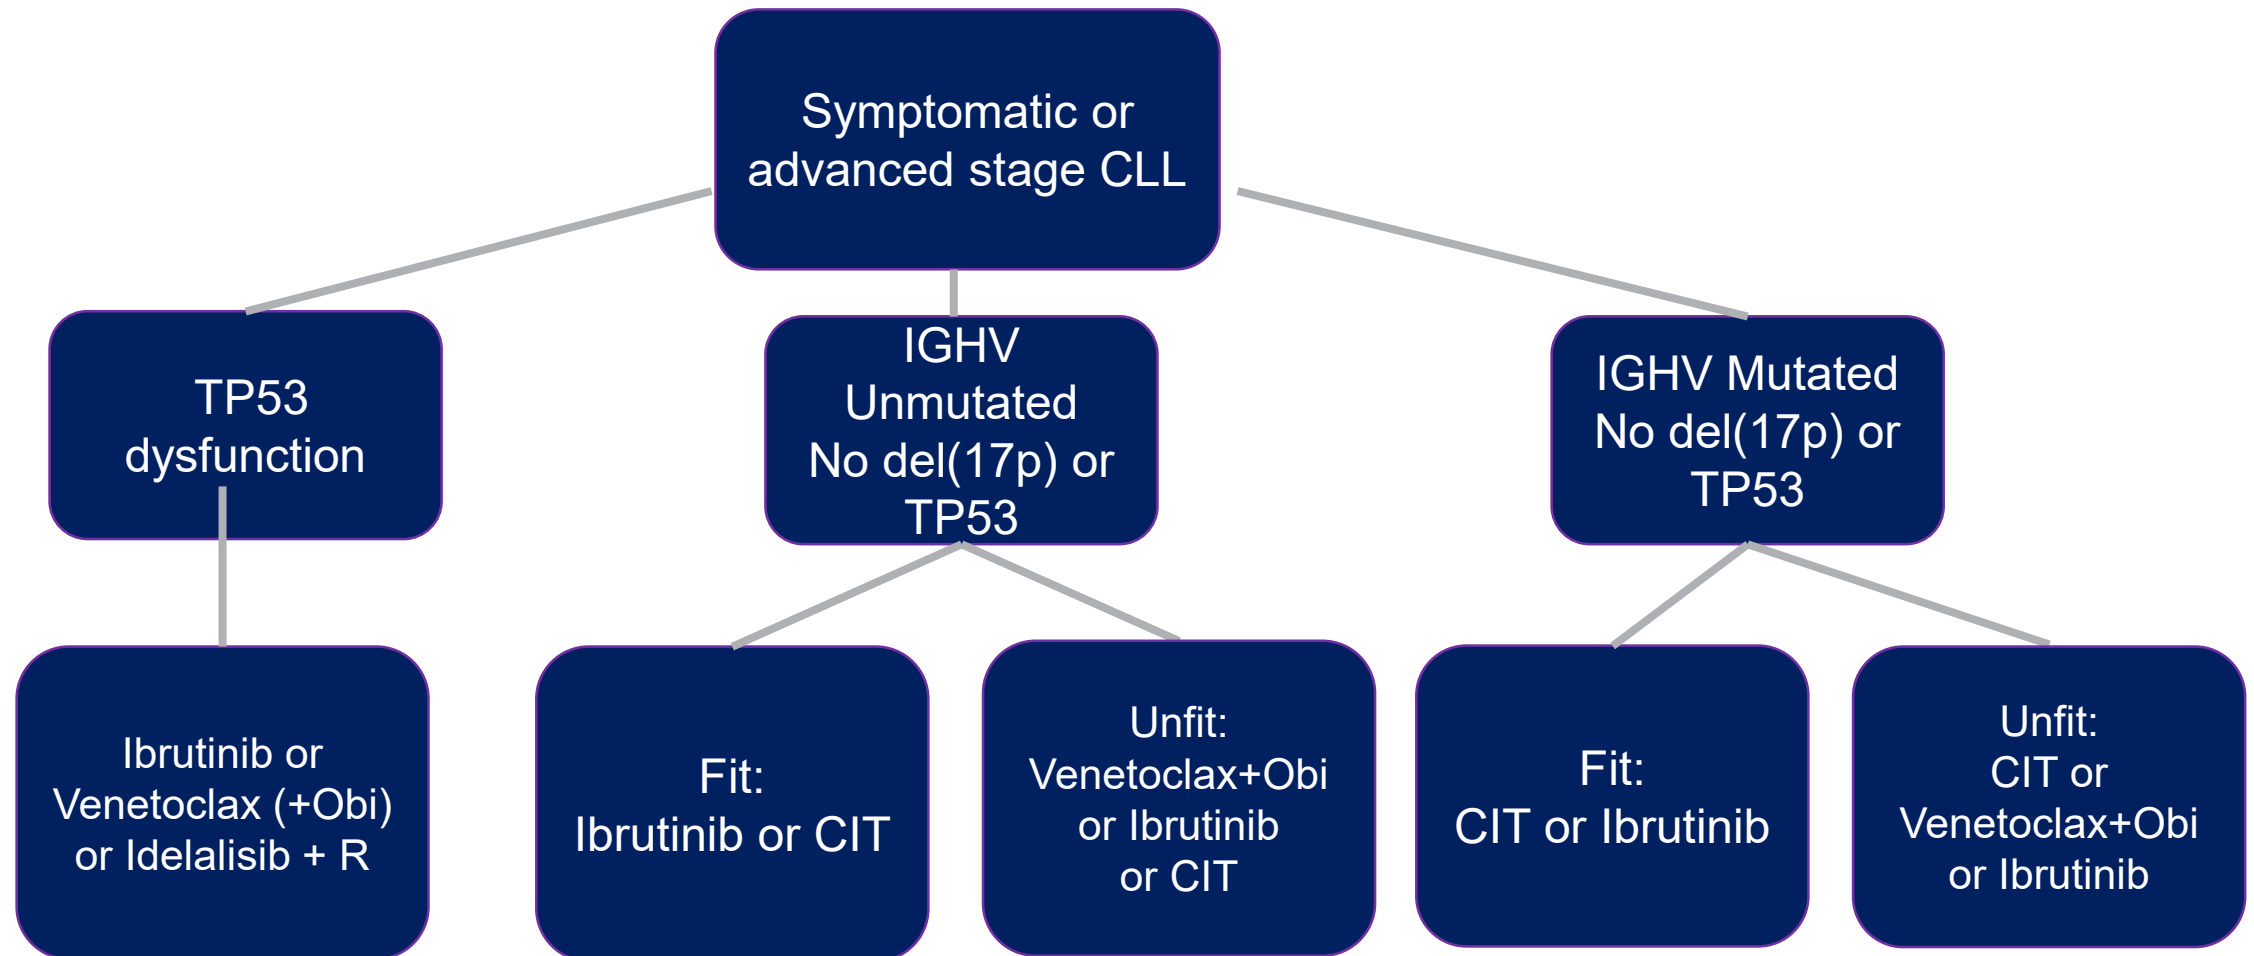 Symptomatic or
advanced stage CLL
TP53
dysfunction
IGHV
Unmutated
No del(17p) or
TP53
IGHV Mutated
No del(17p) or
TP53
Ibrutinib or
Venetoclax (+Obi)
or Idelalisib + R
Fit:
Ibrutinib or CIT
Unfit:
Venetoclax+Obi
or Ibrutinib
or CIT
Fit:
CIT or Ibrutinib
Unfit:
CIT or
Venetoclax+Obi
or Ibrutinib